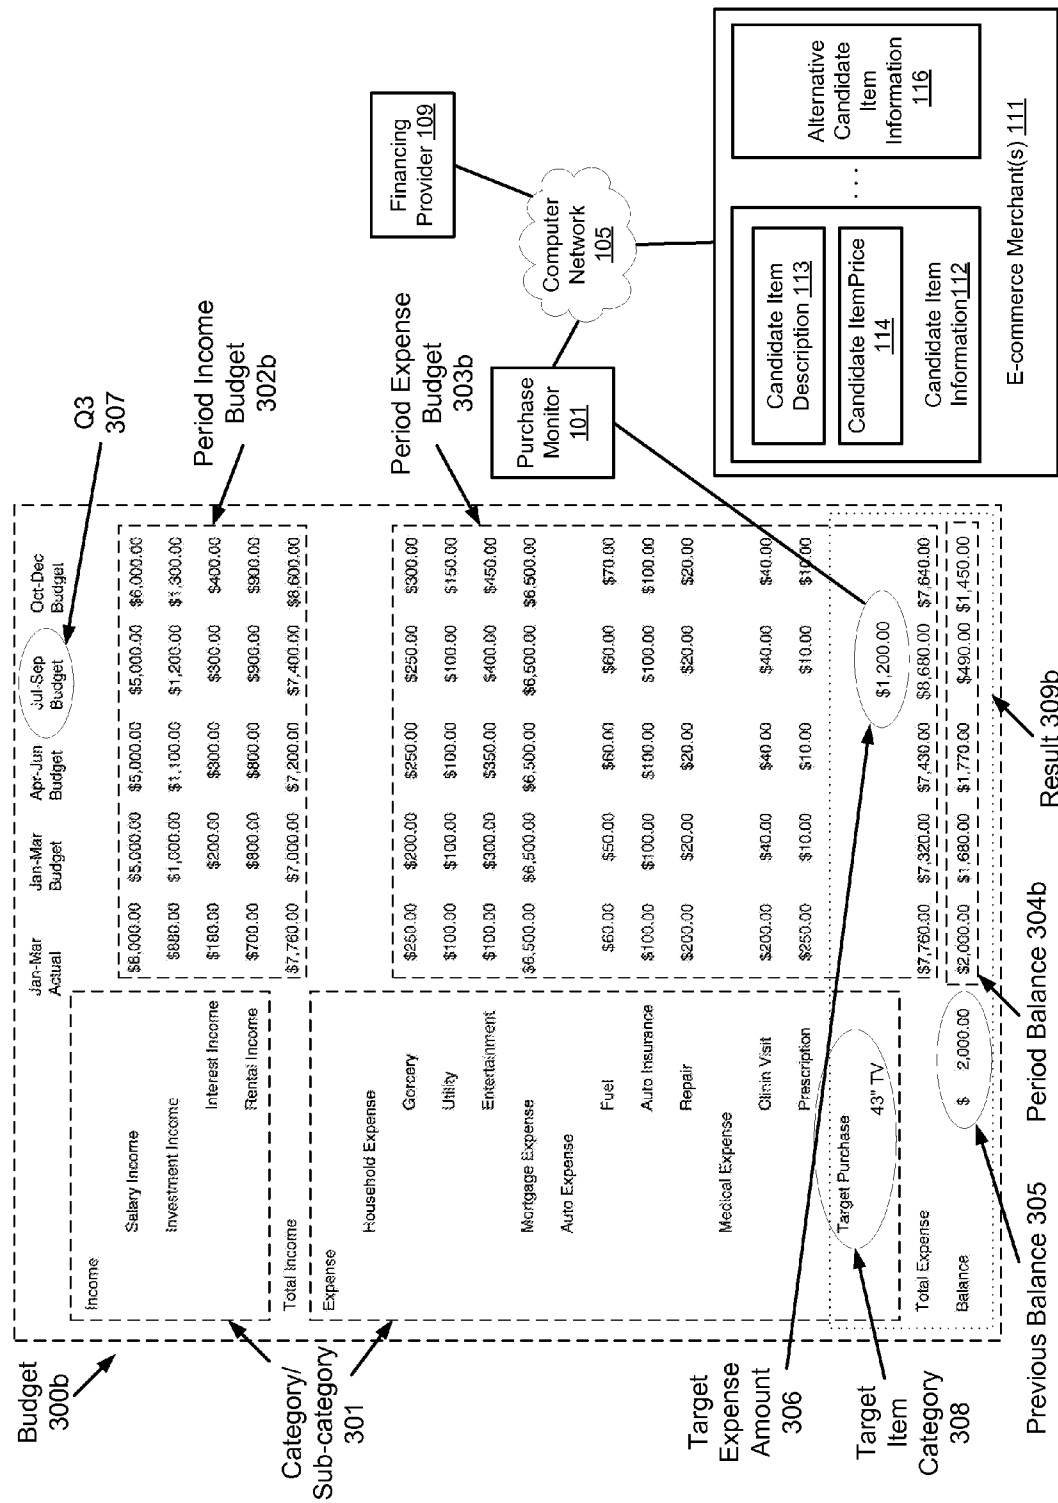 Budget
300b
Q3
307
Jan-Mar Actual Jan-Mar Budget Apr-Jun Budget Jul-Sep Budget Oct-Dec Budget
Income
Salary Income $6,000.00 $5,000.00 $5,000.00 $5,000.00 $6,000.00
Investment Income $880.00 $1,000.00 $1,100.00 $1,200.00 $1,300.00
Interest Income $180.00 $200.00 $300.00 $300.00 $400.00
Rental Income $700.00 $800.00 $800.00 $900.00 $900.00
Total Income $7,760.00 $7,000.00 $7,200.00 $7,400.00 $8,600.00
Period Income
Budget
302b
Category/
Sub-category
301
Expense
Household Expense
Gorcery $250.00 $200.00 $250.00 $250.00 $300.00
Utility $100.00 $100.00 $100.00 $100.00 $150.00
Entertainment $100.00 $300.00 $350.00 $400.00 $450.00
Mortgage Expense $6,500.00 $6,500.00 $6,500.00 $6,500.00 $6,500.00
Auto Expense
Fuel $60.00 $50.00 $60.00 $60.00 $70.00
Auto Insurance $100.00 $100.00 $100.00 $100.00 $100.00
Repair $200.00 $20.00 $20.00 $20.00 $20.00
Medical Expense
Clinin Visit $200.00 $40.00 $40.00 $40.00 $40.00
Prescription $250.00 $10.00 $10.00 $10.00 $10.00
Target Purchase
43" TV $1,200.00
Total Expense $7,760.00 $7,320.00 $7,430.00 $8,680.00 $7,640.00
Balance $ 2,000.00 $2,000.00 $1,680.00 $1,770.00 $490.00 $1,450.00
Period Expense
Budget
303b
Target
Expense
Amount
306
Target
Item
Category
308
Previous Balance 305
Period Balance 304b
Result 309b
Financing
Provider 109
Computer
Network
105
Purchase
Monitor
101
Candidate Item
Description 113
Candidate ItemPrice
114
Candidate Item
Information112
. . .
Alternative
Candidate
Item
Information
116
E-commerce Merchant(s) 111